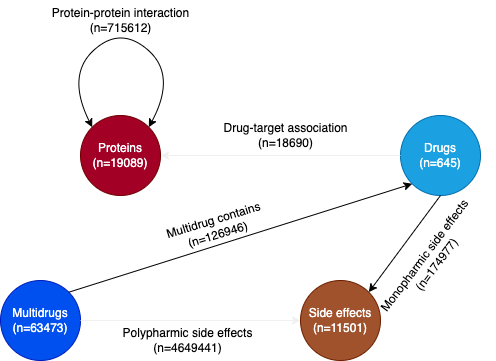 Protein-protein interaction
(n=715612)
Proteins
(n=19089)
Drug-target association
(n=18690)
Drugs
(n=645)
Multidrug contains
(n=126946)
Monopharmic side effects
(n=174977)
Multidrugs
(n=63473)
Polypharmic side effects
(n=4649441)
Side effects
(n=11501)